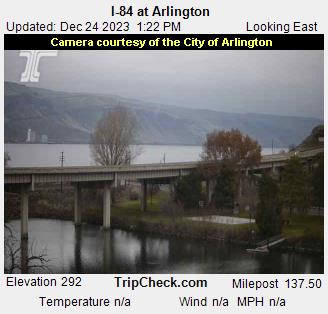 I-84 at Arlington
Updated: Dec 24 2023 1:22 PM Looking East
Camera courtesy of the City of Arlington
Elevation 292 TripCheck.com Milepost 137.50
Temperature n/a Wind n/a MPH n/a